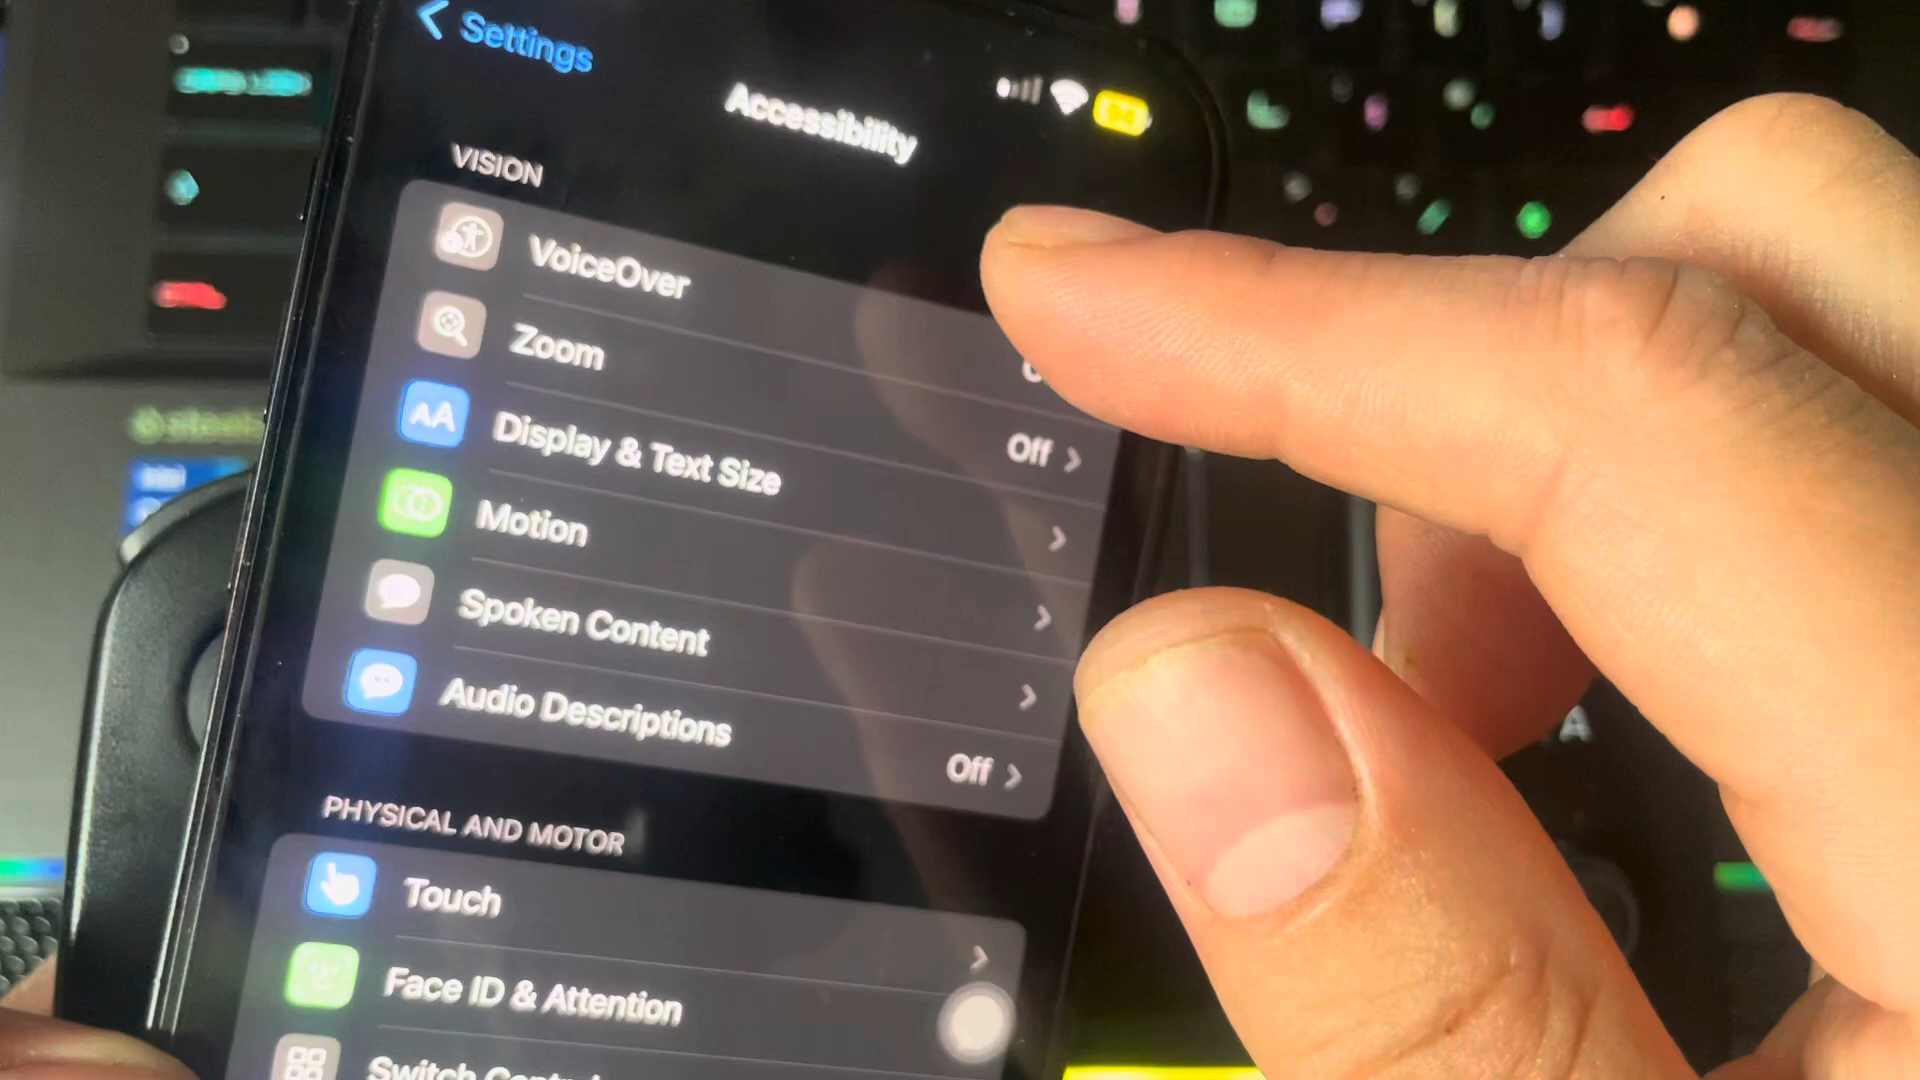 Settings
Accessibility
VISION
VoiceOver
Zoom
Off
Display & Text Size
Motion
Spoken Content
Audio Descriptions
Off
PHYSICAL AND MOTOR
Touch
Face ID & Attention
Switch
A